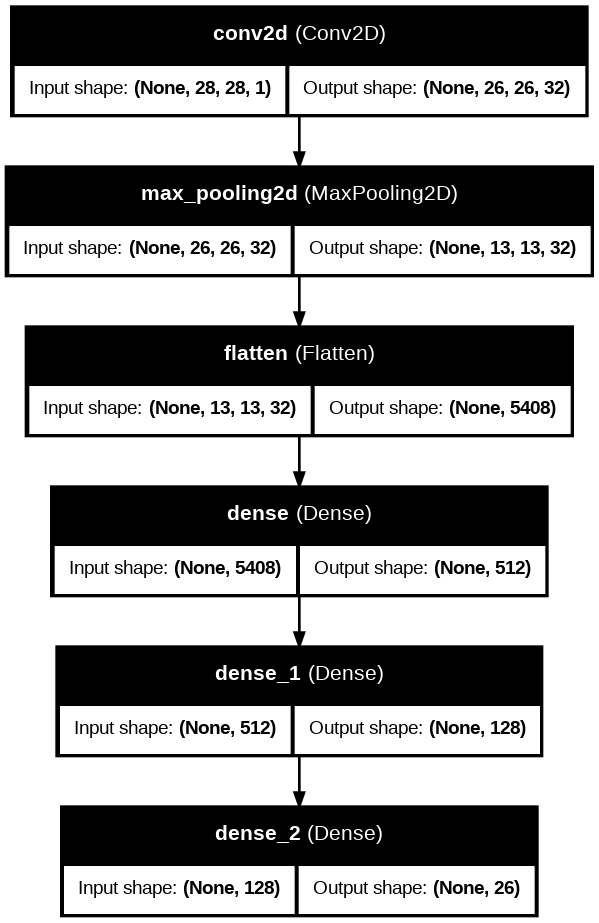 conv2d (Conv2D)
Input shape: (None, 28, 28, 1) Output shape: (None, 26, 26, 32)
max_pooling2d (MaxPooling2D)
Input shape: (None, 26, 26, 32) Output shape: (None, 13, 13, 32)
flatten (Flatten)
Input shape: (None, 13, 13, 32) Output shape: (None, 5408)
dense (Dense)
Input shape: (None, 5408) Output shape: (None, 512)
dense_1 (Dense)
Input shape: (None, 512) Output shape: (None, 128)
dense_2 (Dense)
Input shape: (None, 128) Output shape: (None, 26)